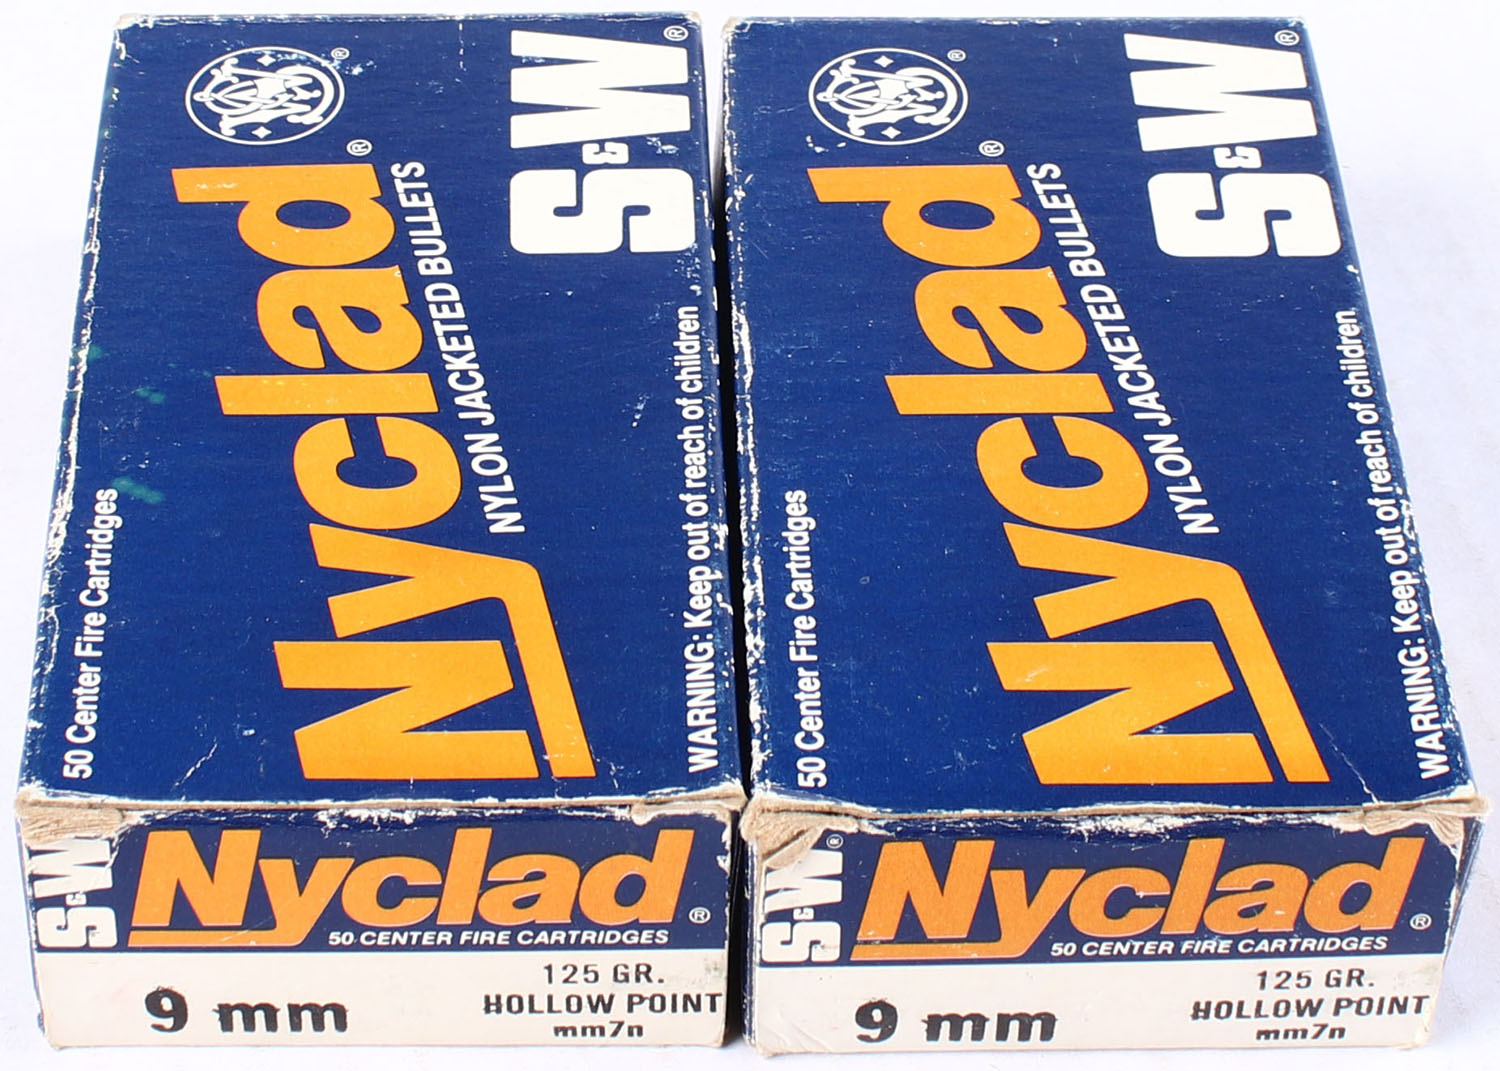 50 Center Fire Cartridges
Nyclad®
NYLON JACKETED BULLETS
S&W®
WARNING: Keep out of reach of children
S&W
Nyclad®
50 CENTER FIRE CARTRIDGES
9 mm
125 GR.
HOLLOW POINT
mm7n
50 Center Fire Cartridges
Nyclad®
NYLON JACKETED BULLETS
S&W®
WARNING: Keep out of reach of children
S&W®
Nyclad®
50 CENTER FIRE CARTRIDGES
9 mm
125 GR.
HOLLOW POINT
mm7n